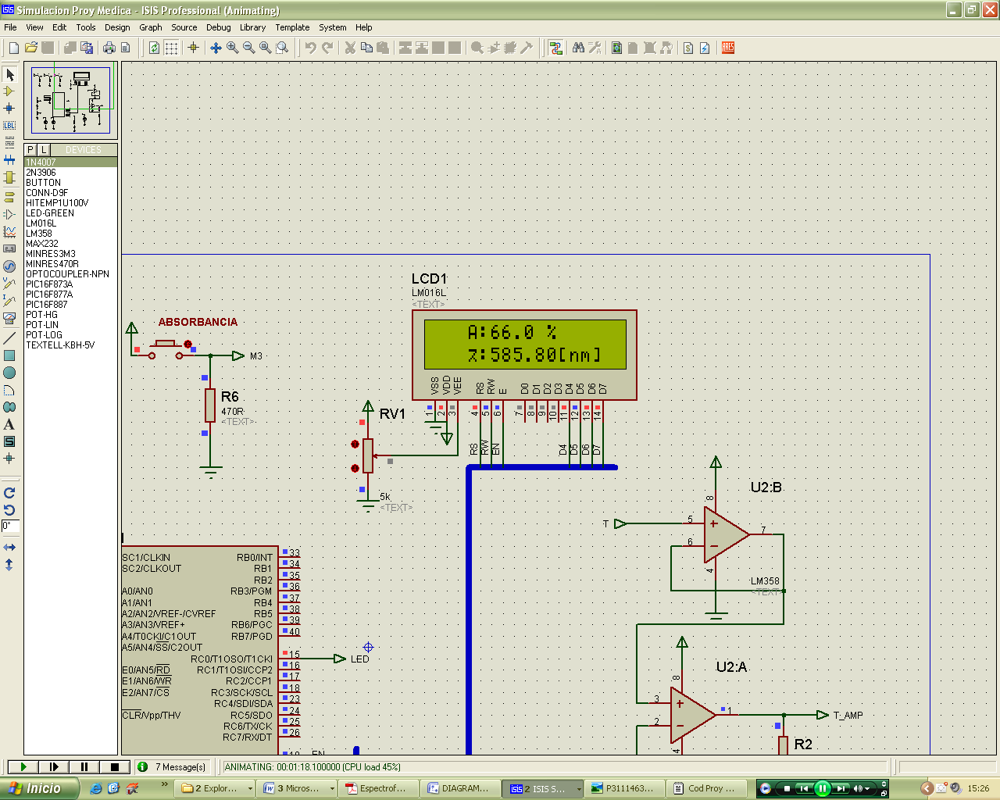 Simulacion Proy Medica - ISIS Professional (Animating)
File View Edit Tools Design Graph Source Debug Library Template System Help
P L DEVICES
1N4007
2N3906
BUTTON
CONN-D9F
HITEMP1U100V
LED-GREEN
LM016L
LM358
MAX232
MINRES3M3
MINRES470R
OPTOCOUPLER-NPN
PIC16F873A
PIC16F877A
PIC16F887
POT-HG
POT-LIN
POT-LOG
TEXTELL-KBH-5V
0°
LCD1
LM016L
<TEXT>
A:66.0 %
:585.80[nm]
VSS VDD VEE RS RW E D0 D1 D2 D3 D4 D5 D6 D7
1 2 3 4 5 6 7 8 9 10 11 12 13 14
RS RW EN D4 D5 D6 D7
ABSORBANCIA
M3
R6
470R
<TEXT>
RV1
5k
<TEXT>
U2:B
T
5
6
7
8
4
LM358
<TEXT>
SC1/CLKIN RB0/INT 33
SC2/CLKOUT RB1 34
RB2 35
A0/AN0 RB3/PGM 36
A1/AN1 RB4 37
A2/AN2/VREF-/CVREF RB5 38
A3/AN3/VREF+ RB6/PGC 39
A4/T0CKI/C1OUT RB7/PGD 40
A5/AN4/SS/C2OUT
RC0/T1OSO/T1CKI 15 LED
E0/AN5/RD RC1/T1OSI/CCP2 16
E1/AN6/WR RC2/CCP1 17
E2/AN7/CS RC3/SCK/SCL 18
RC4/SDI/SDA 23
CLR/Vpp/THV RC5/SDO 24
RC6/TX/CK 25
RC7/RX/DT 26
19 EN
U2:A
8
3
2
1
4
T_AMP
R2
7 Message(s)
ANIMATING: 00:01:18.100000 (CPU load 45%)
Inicio
2 Explor...
3 Micros...
Espectrof...
DIAGRAM...
2 ISIS S...
P3111463...
Cod Proy ...
15:26